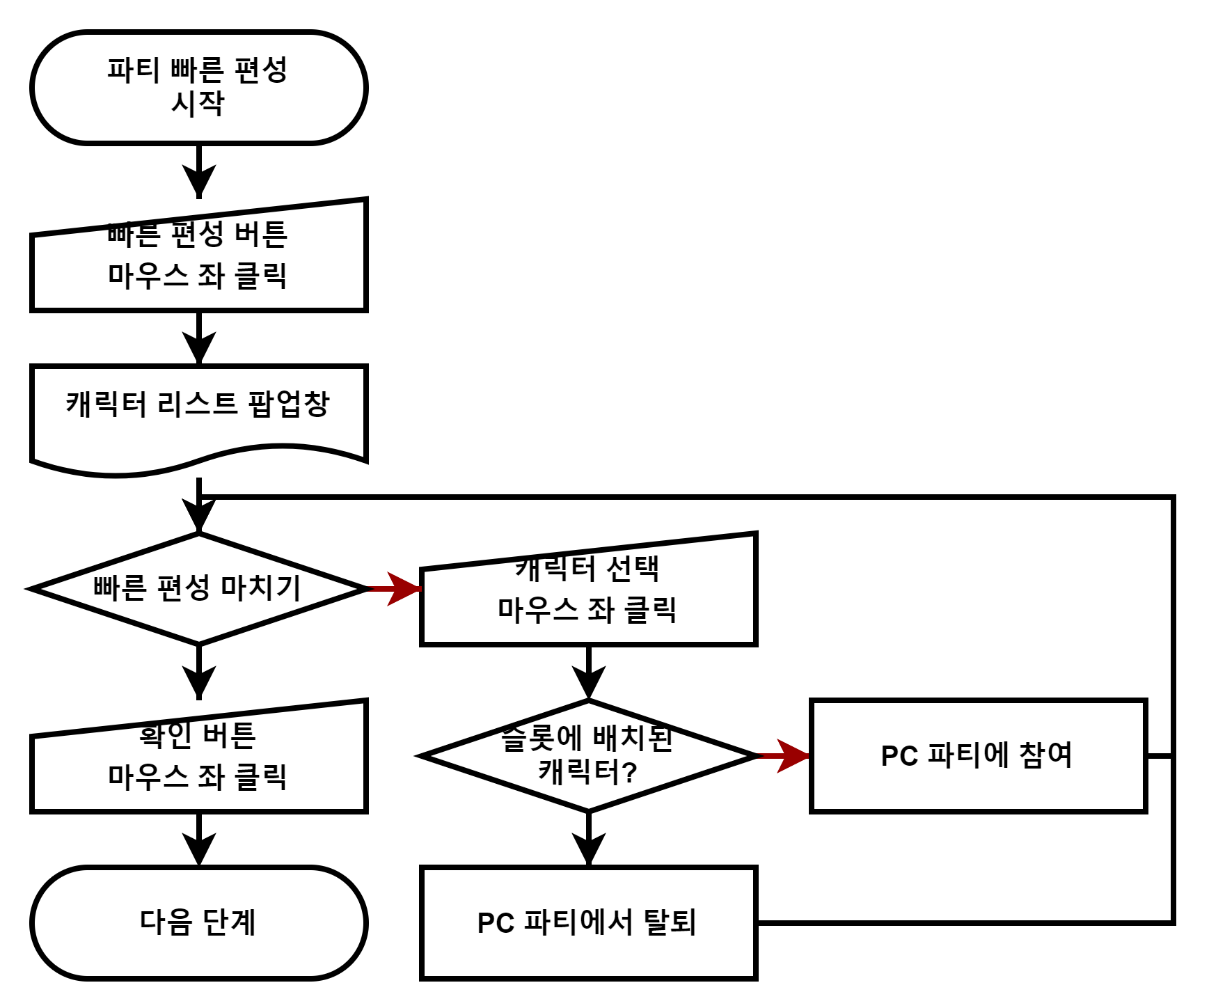 파티 빠른 편성
시작
빠른 편성 버튼
마우스 좌 클릭
캐릭터 리스트 팝업창
빠른 편성 마치기
캐릭터 선택
마우스 좌 클릭
확인 버튼
마우스 좌 클릭
슬롯에 배치된
캐릭터?
PC 파티에 참여
다음 단계
PC 파티에서 탈퇴